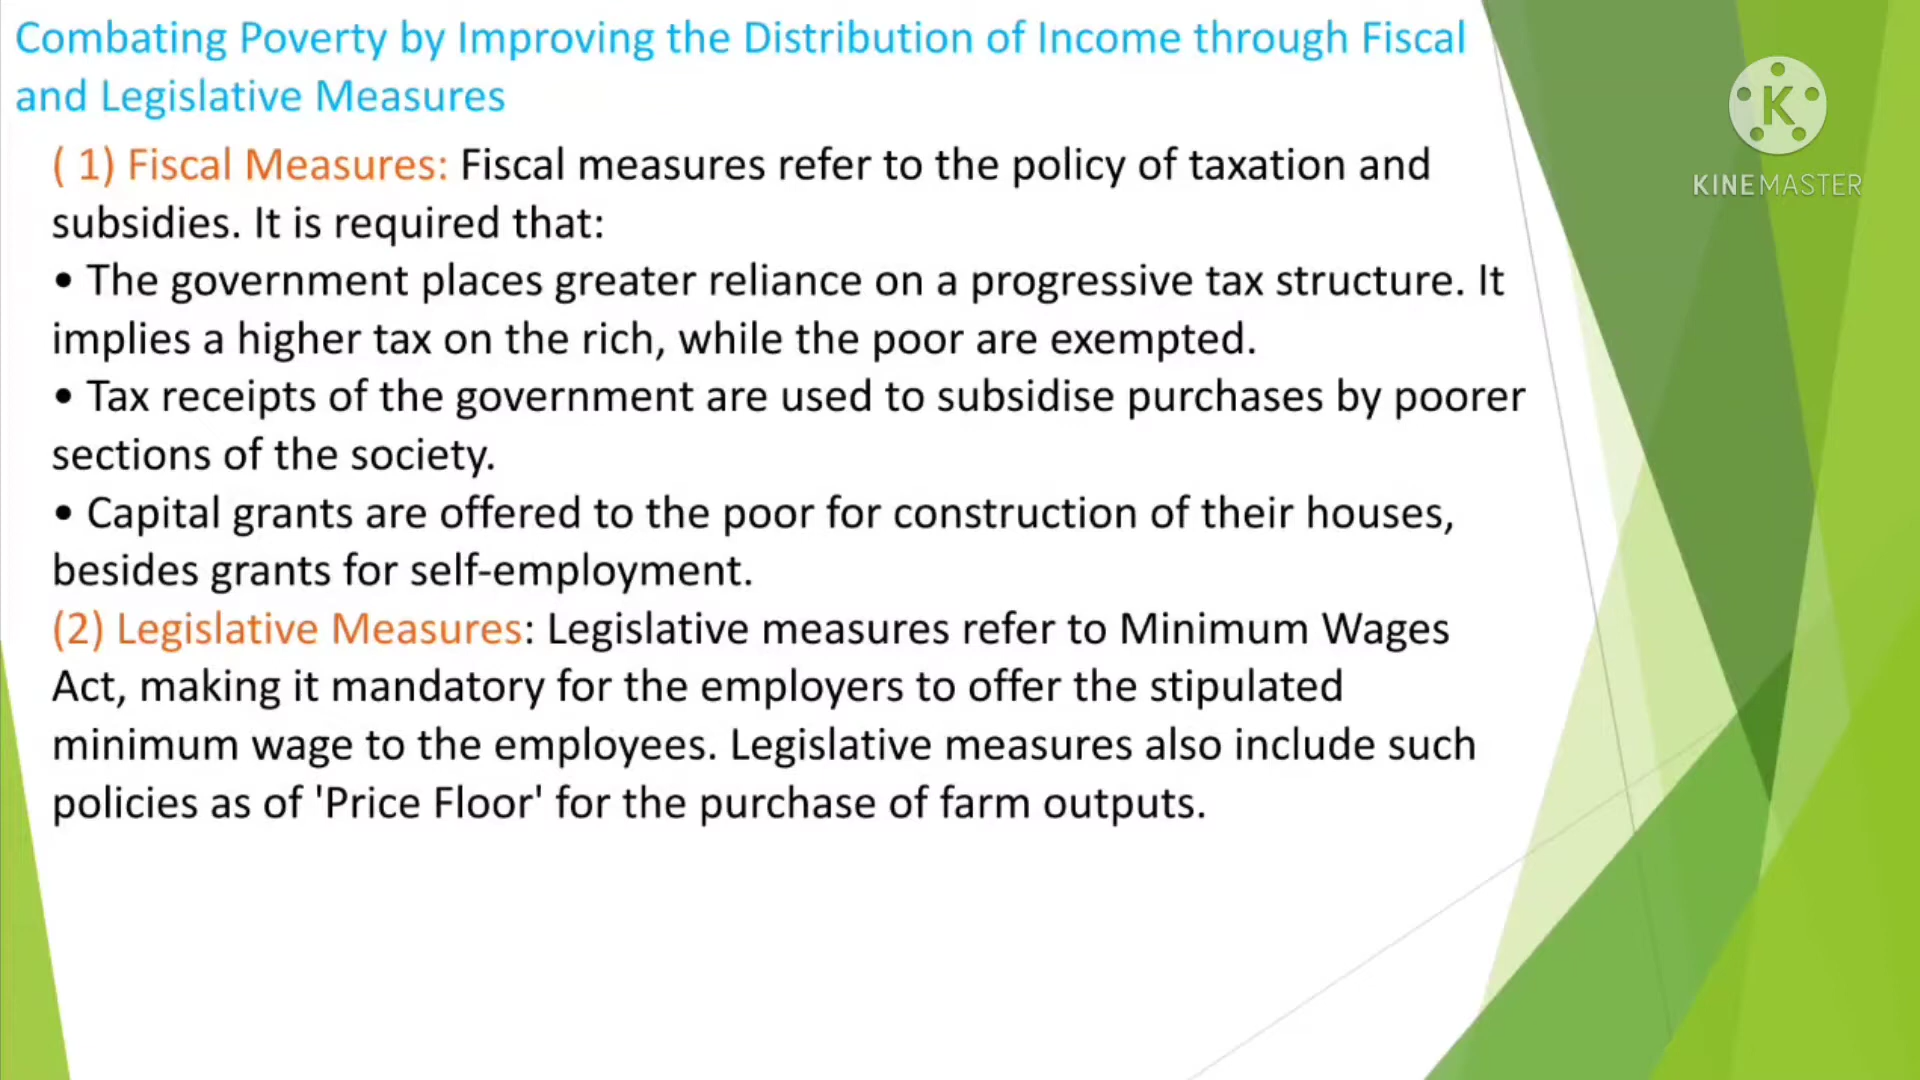 Combating Poverty by Improving the Distribution of Income through Fiscal
and Legislative Measures
( 1) Fiscal Measures: Fiscal measures refer to the policy of taxation and
subsidies. It is required that:
• The government places greater reliance on a progressive tax structure. It
implies a higher tax on the rich, while the poor are exempted.
• Tax receipts of the government are used to subsidise purchases by poorer
sections of the society.
• Capital grants are offered to the poor for construction of their houses,
besides grants for self-employment.
(2) Legislative Measures: Legislative measures refer to Minimum Wages
Act, making it mandatory for the employers to offer the stipulated
minimum wage to the employees. Legislative measures also include such
policies as of 'Price Floor' for the purchase of farm outputs.
K
KINEMASTER